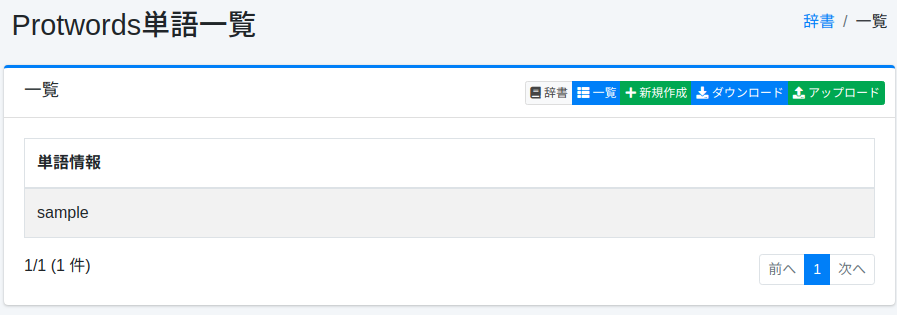 Protwords単語一覧
辞書 / 一覧
一覧
辞書 一覧 新規作成 ダウンロード アップロード
単語情報
sample
1/1 (1 件)
前へ 1 次へ